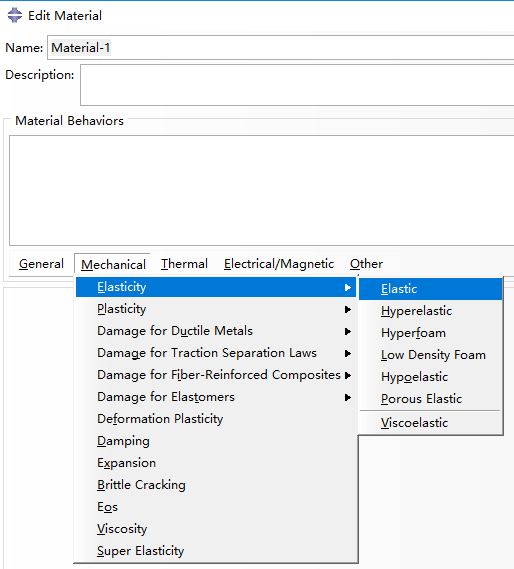 Edit Material
Name: Material-1
Description:
Material Behaviors
General Mechanical Thermal Electrical/Magnetic Other
Elasticity
Plasticity
Damage for Ductile Metals
Damage for Traction Separation Laws
Damage for Fiber-Reinforced Composites
Damage for Elastomers
Deformation Plasticity
Damping
Expansion
Brittle Cracking
Eos
Viscosity
Super Elasticity
Elastic
Hyperelastic
Hyperfoam
Low Density Foam
Hypoelastic
Porous Elastic
Viscoelastic